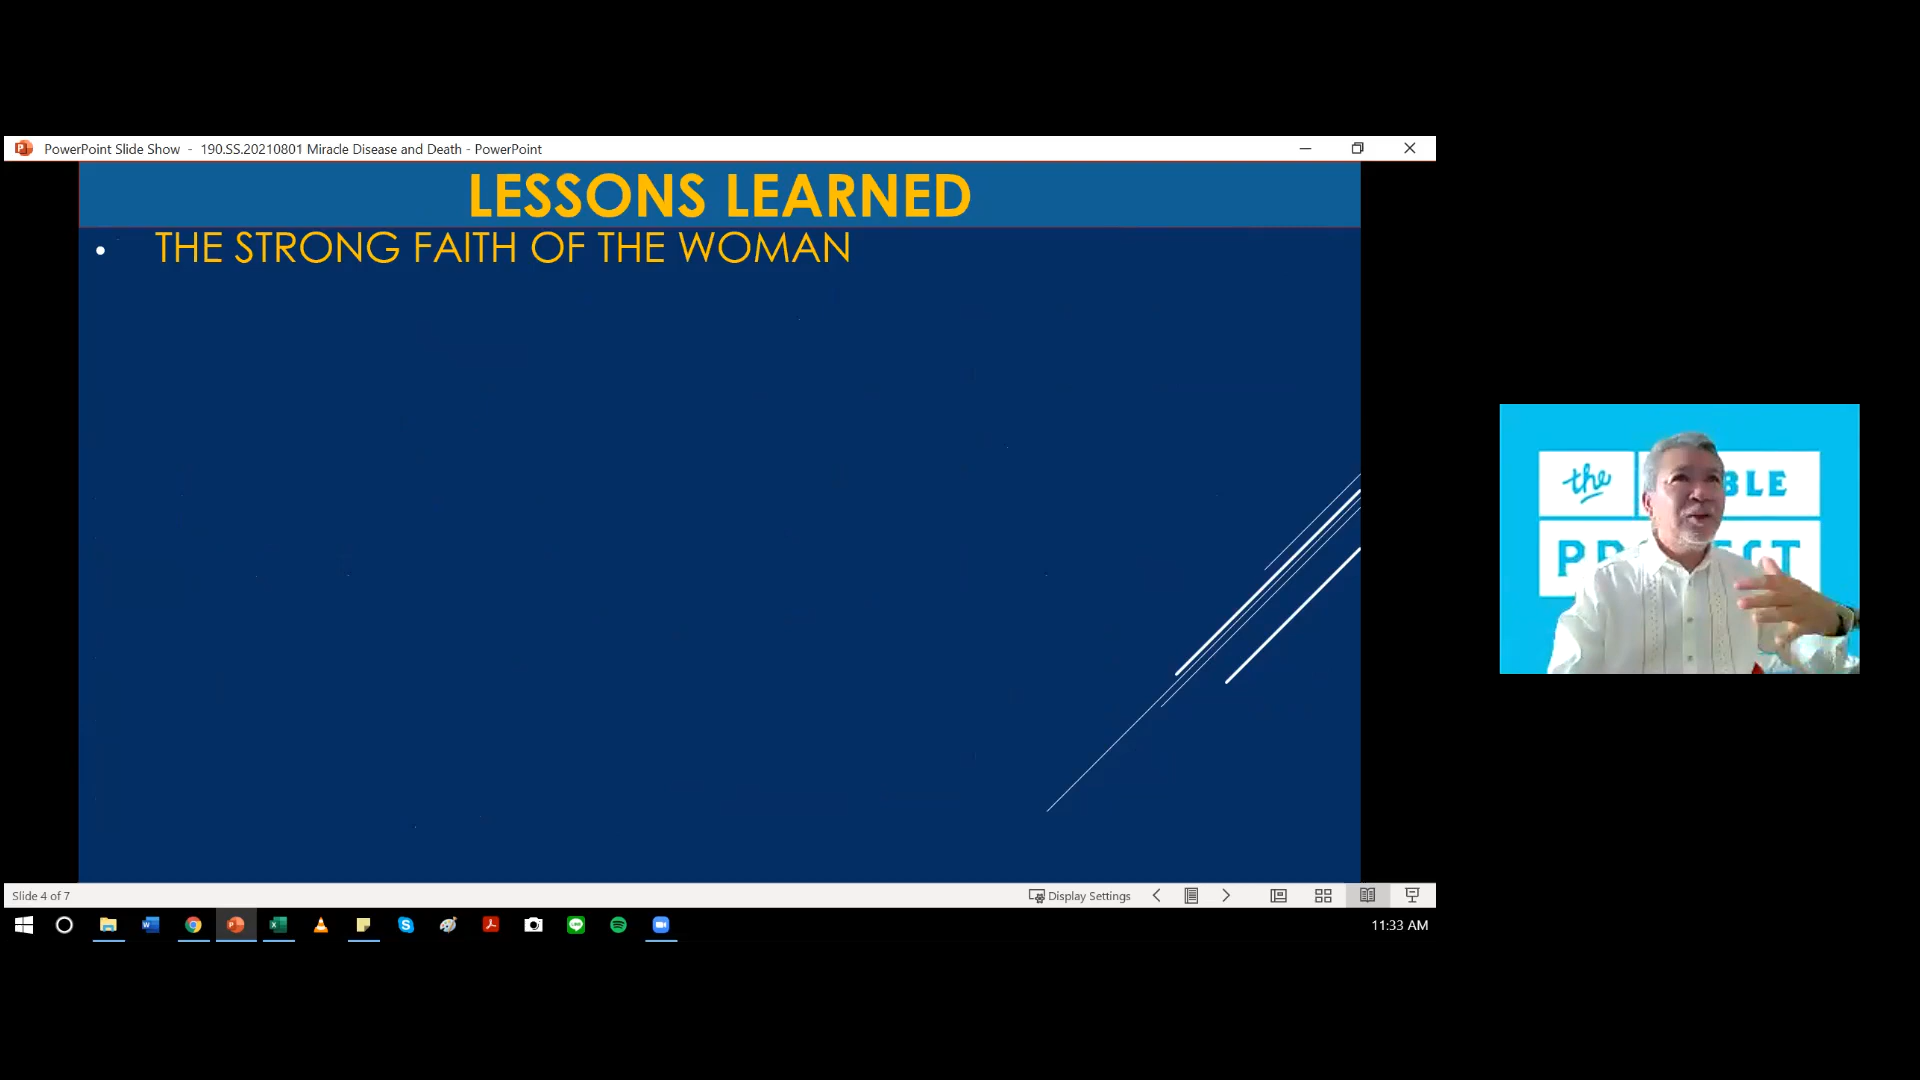 PowerPoint Slide Show - 190.SS.20210801 Miracle Disease and Death - PowerPoint
LESSONS LEARNED
• THE STRONG FAITH OF THE WOMAN
the
BLE
Slide 4 of 7
Display Settings
11:33 AM